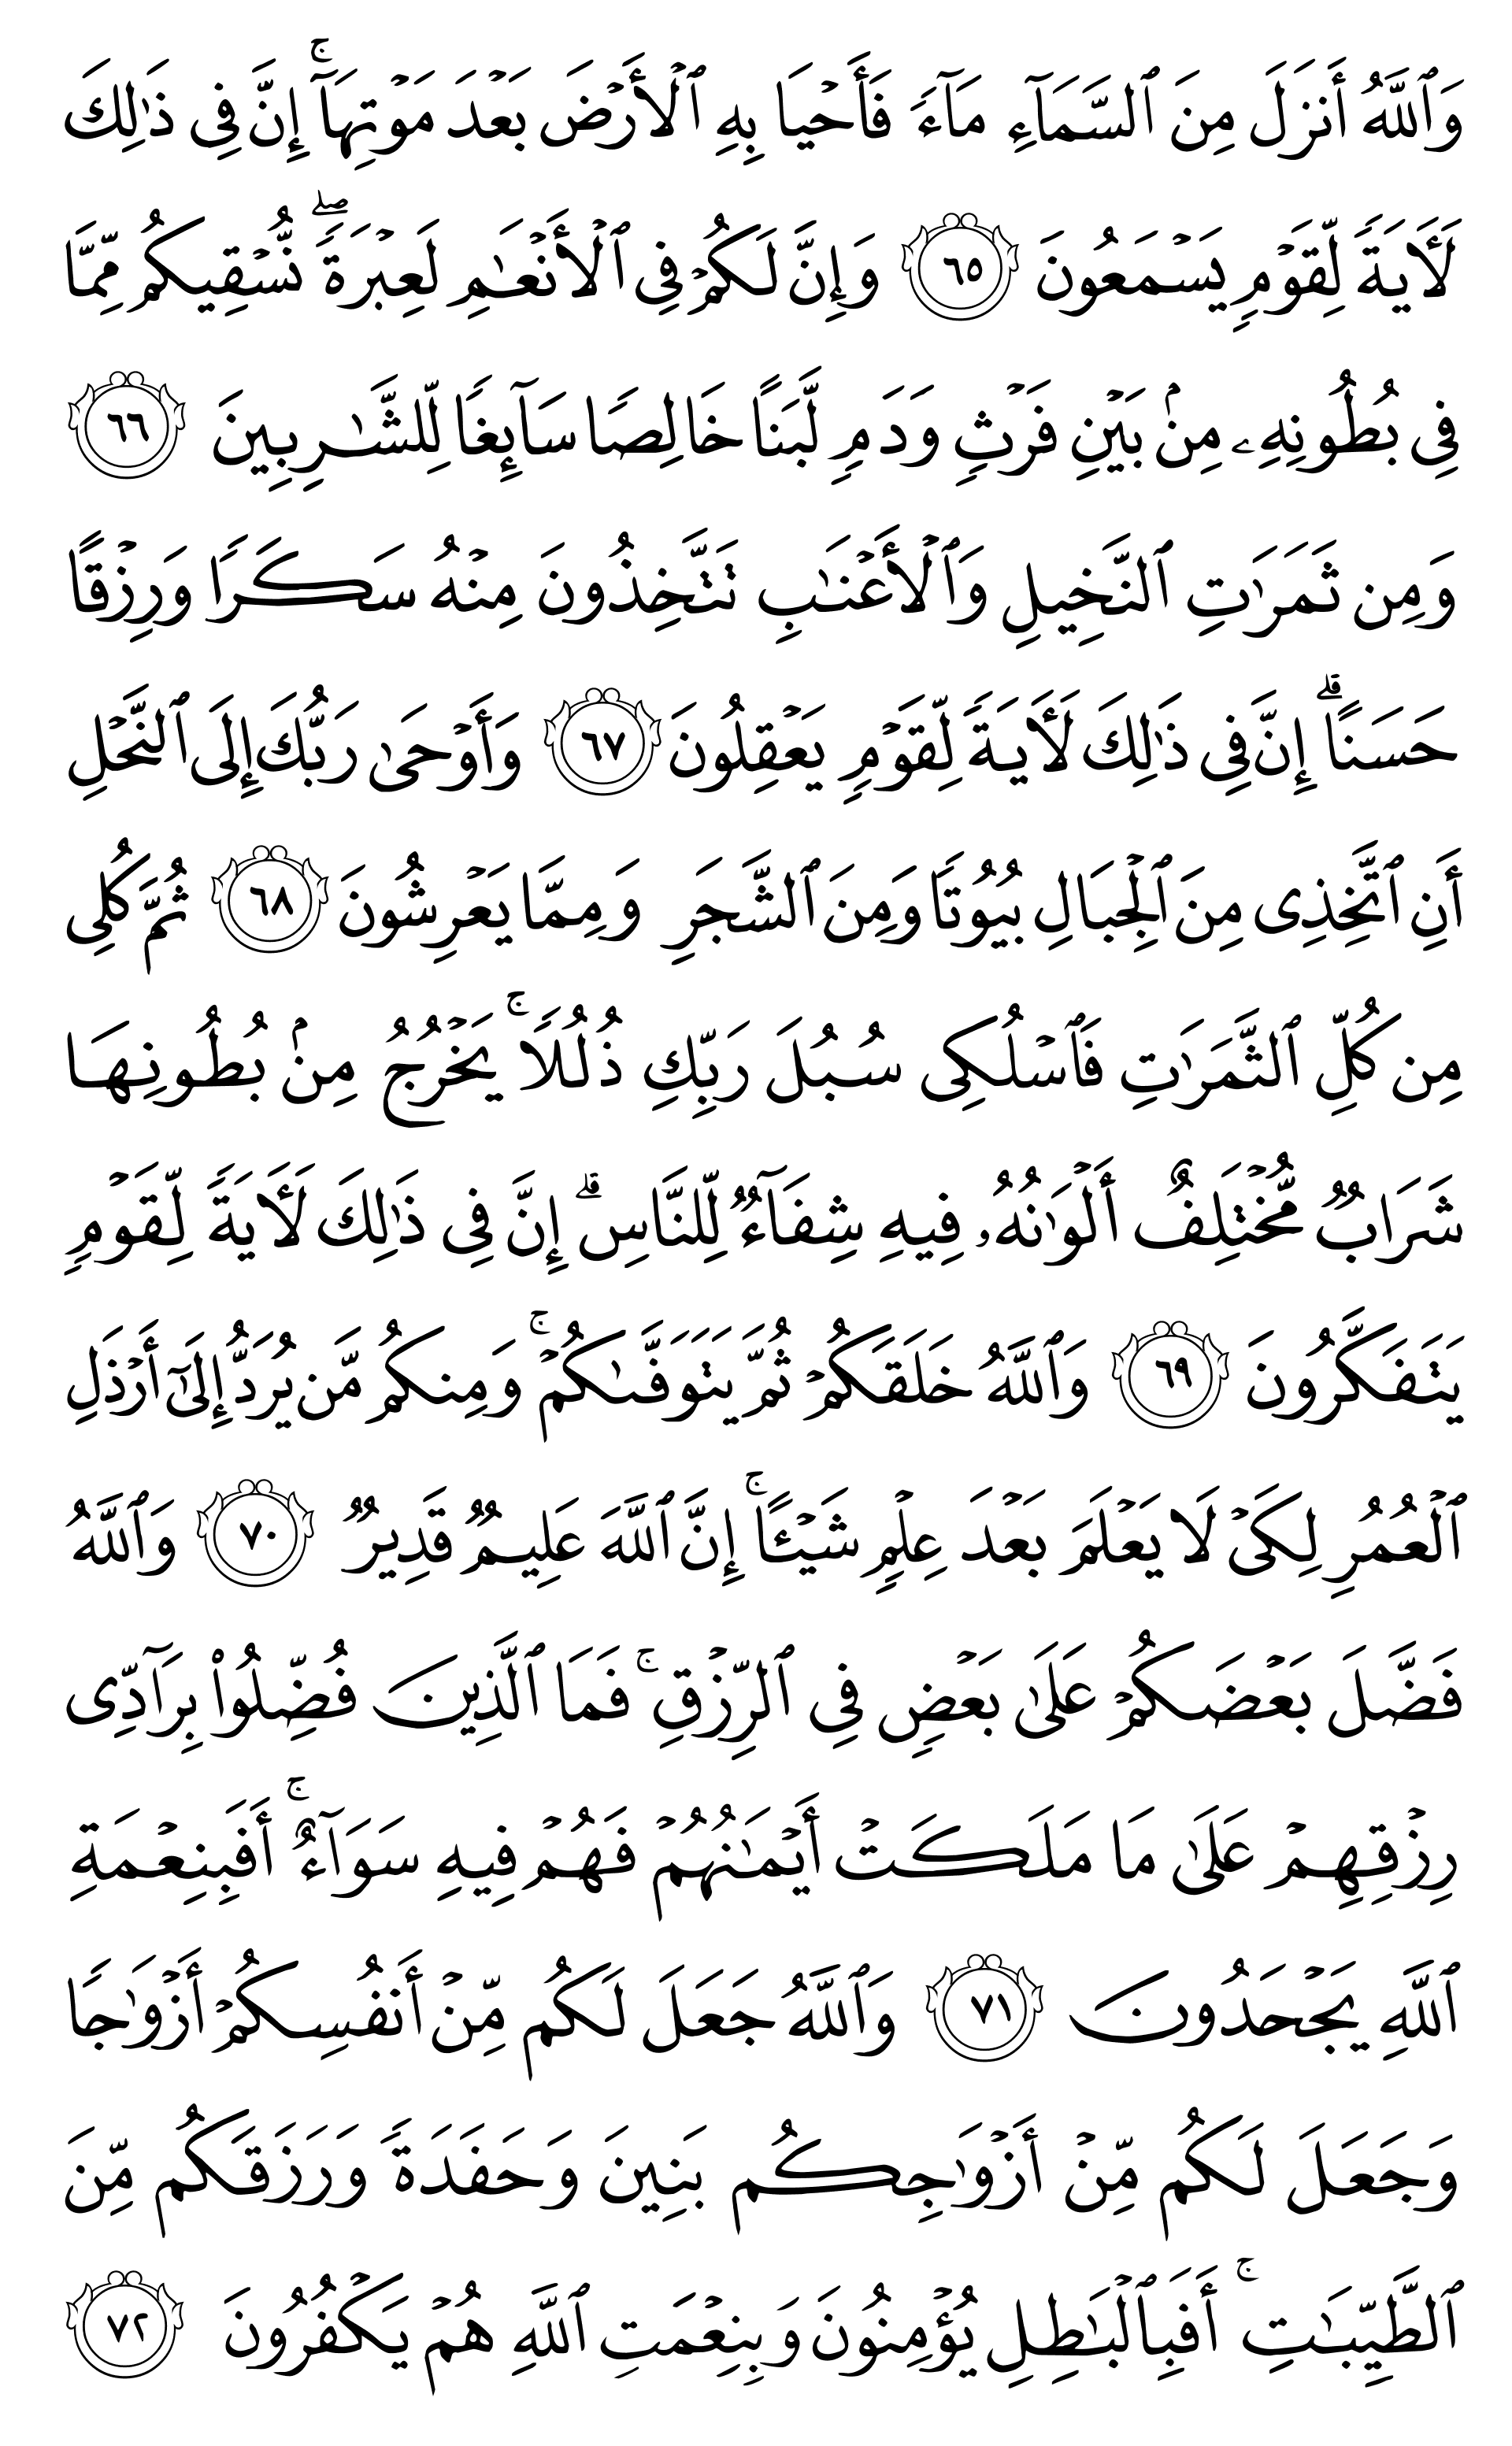 وَٱللَّهُ أَنزَلَ مِنَ ٱلسَّمَآءِ مَآءً فَأَحۡيَا بِهِ ٱلۡأَرۡضَ بَعۡدَ مَوۡتِهَآۚ إِنَّ فِي ذَٰلِكَ
لَأٓيَةً لِّقَوۡمٍ يَسۡمَعُونَ ٦٥ وَإِنَّ لَكُمۡ فِي ٱلۡأَنۡعَٰمِ لَعِبۡرَةًۖ نُّسۡقِيكُم مِّمَّا
فِي بُطُونِهِۦ مِنۢ بَيۡنِ فَرۡثٍ وَدَمٍ لَّبَنًا خَالِصًا سَآئِغًا لِّلشَّٰرِبِينَ ٦٦
وَمِن ثَمَرَٰتِ ٱلنَّخِيلِ وَٱلۡأَعۡنَٰبِ تَتَّخِذُونَ مِنۡهُ سَكَرًا وَرِزۡقًا
حَسَنًاۗ إِنَّ فِي ذَٰلِكَ لَأٓيَةً لِّقَوۡمٍ يَعۡقِلُونَ ٦٧ وَأَوۡحَىٰ رَبُّكَ إِلَى ٱلنَّحۡلِ
أَنِ ٱتَّخِذِي مِنَ ٱلۡجِبَالِ بُيُوتًا وَمِنَ ٱلشَّجَرِ وَمِمَّا يَعۡرِشُونَ ٦٨ ثُمَّ كُلِي
مِن كُلِّ ٱلثَّمَرَٰتِ فَٱسۡلُكِي سُبُلَ رَبِّكِ ذُلُلًاۚ يَخۡرُجُ مِنۢ بُطُونِهَا
شَرَابٌ مُّخۡتَلِفٌ أَلۡوَٰنُهُۥ فِيهِ شِفَآءٌ لِّلنَّاسِۗ إِنَّ فِي ذَٰلِكَ لَأٓيَةً لِّقَوۡمٍ
يَتَفَكَّرُونَ ٦٩ وَٱللَّهُ خَلَقَكُمۡ ثُمَّ يَتَوَفَّىٰكُمۡۚ وَمِنكُم مَّن يُرَدُّ إِلَىٰٓ أَرۡذَلِ
ٱلۡعُمُرِ لِكَيۡ لَا يَعۡلَمَ بَعۡدَ عِلۡمٍ شَيۡـًٔاۚ إِنَّ ٱللَّهَ عَلِيمٌ قَدِيرٌ ٧٠ وَٱللَّهُ
فَضَّلَ بَعۡضَكُمۡ عَلَىٰ بَعۡضٍ فِي ٱلرِّزۡقِۚ فَمَا ٱلَّذِينَ فُضِّلُواْ بِرَآدِّي
رِزۡقِهِمۡ عَلَىٰ مَا مَلَكَتۡ أَيۡمَٰنُهُمۡ فَهُمۡ فِيهِ سَوَآءٌۚ أَفَبِنِعۡمَةِ
ٱللَّهِ يَجۡحَدُونَ ٧١ وَٱللَّهُ جَعَلَ لَكُم مِّنۡ أَنفُسِكُمۡ أَزۡوَٰجًا
وَجَعَلَ لَكُم مِّنۡ أَزۡوَٰجِكُم بَنِينَ وَحَفَدَةً وَرَزَقَكُم مِّنَ
ٱلطَّيِّبَٰتِۚ أَفَبِٱلۡبَٰطِلِ يُؤۡمِنُونَ وَبِنِعۡمَتِ ٱللَّهِ هُمۡ يَكۡفُرُونَ ٧٢